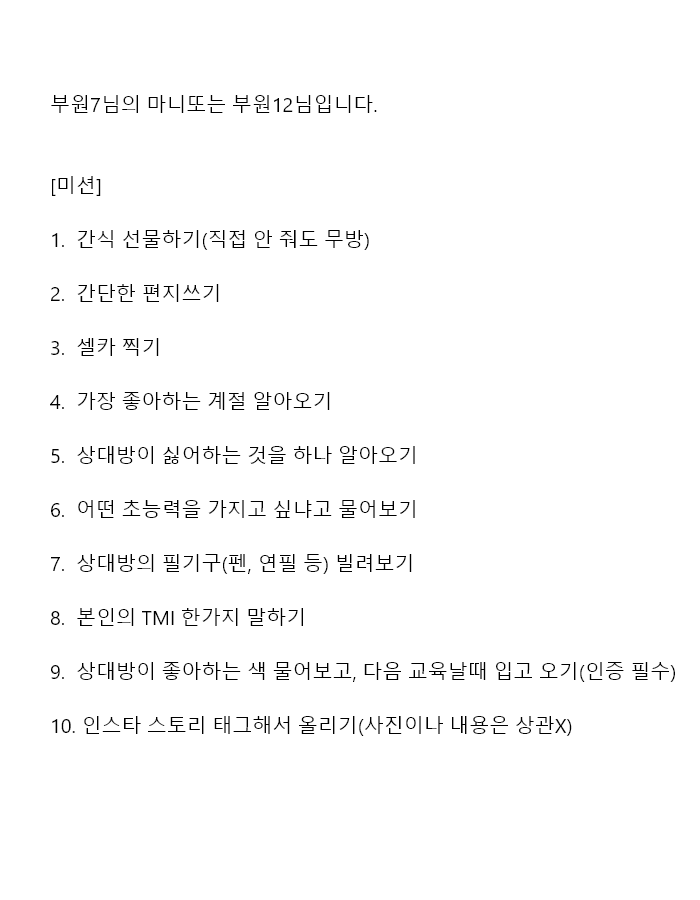 부원7님의 마니또는 부원12님입니다.
[미션]
1. 간식 선물하기(직접 안 줘도 무방)
2. 간단한 편지쓰기
3. 셀카 찍기
4. 가장 좋아하는 계절 알아오기
5. 상대방이 싫어하는 것을 하나 알아오기
6. 어떤 초능력을 가지고 싶냐고 물어보기
7. 상대방의 필기구(펜, 연필 등) 빌려보기
8. 본인의 TMI 한가지 말하기
9. 상대방이 좋아하는 색 물어보고, 다음 교육날때 입고 오기(인증 필수)
10. 인스타 스토리 태그해서 올리기(사진이나 내용은 상관X)